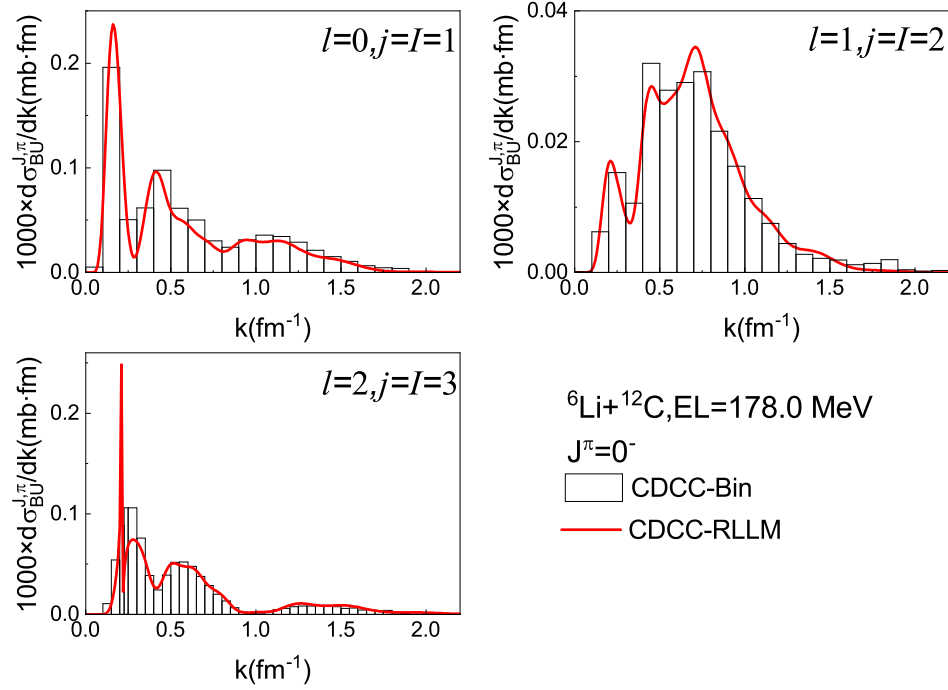 l=0,j=I=1
1000×dσ_BU^{J,π}/dk(mb·fm)
0.2
0.1
0.0
0.0 0.5 1.0 1.5 2.0
k(fm⁻¹)
l=1,j=I=2
1000×dσ_BU^{J,π}/dk(mb·fm)
0.04
0.02
0.00
0.0 0.5 1.0 1.5 2.0
k(fm⁻¹)
l=2,j=I=3
1000×dσ_BU^{J,π}/dk(mb·fm)
0.2
0.1
0.0
0.0 0.5 1.0 1.5 2.0
k(fm⁻¹)
⁶Li+¹²C,EL=178.0 MeV
J^π=0⁻
CDCC-Bin
CDCC-RLLM